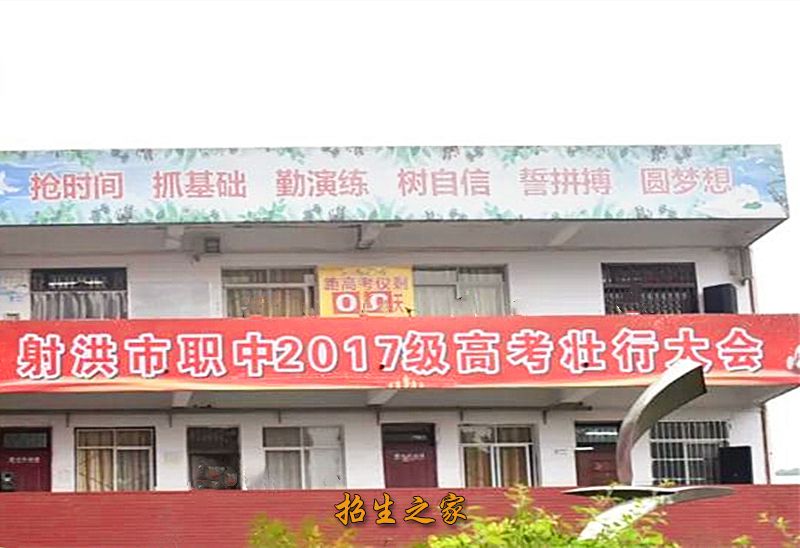 抢时间 抓基础 勤演练 树自信 誓拼搏 圆梦想
距高考仅剩
天
射洪市职中2017级高考壮行大会
招生之家